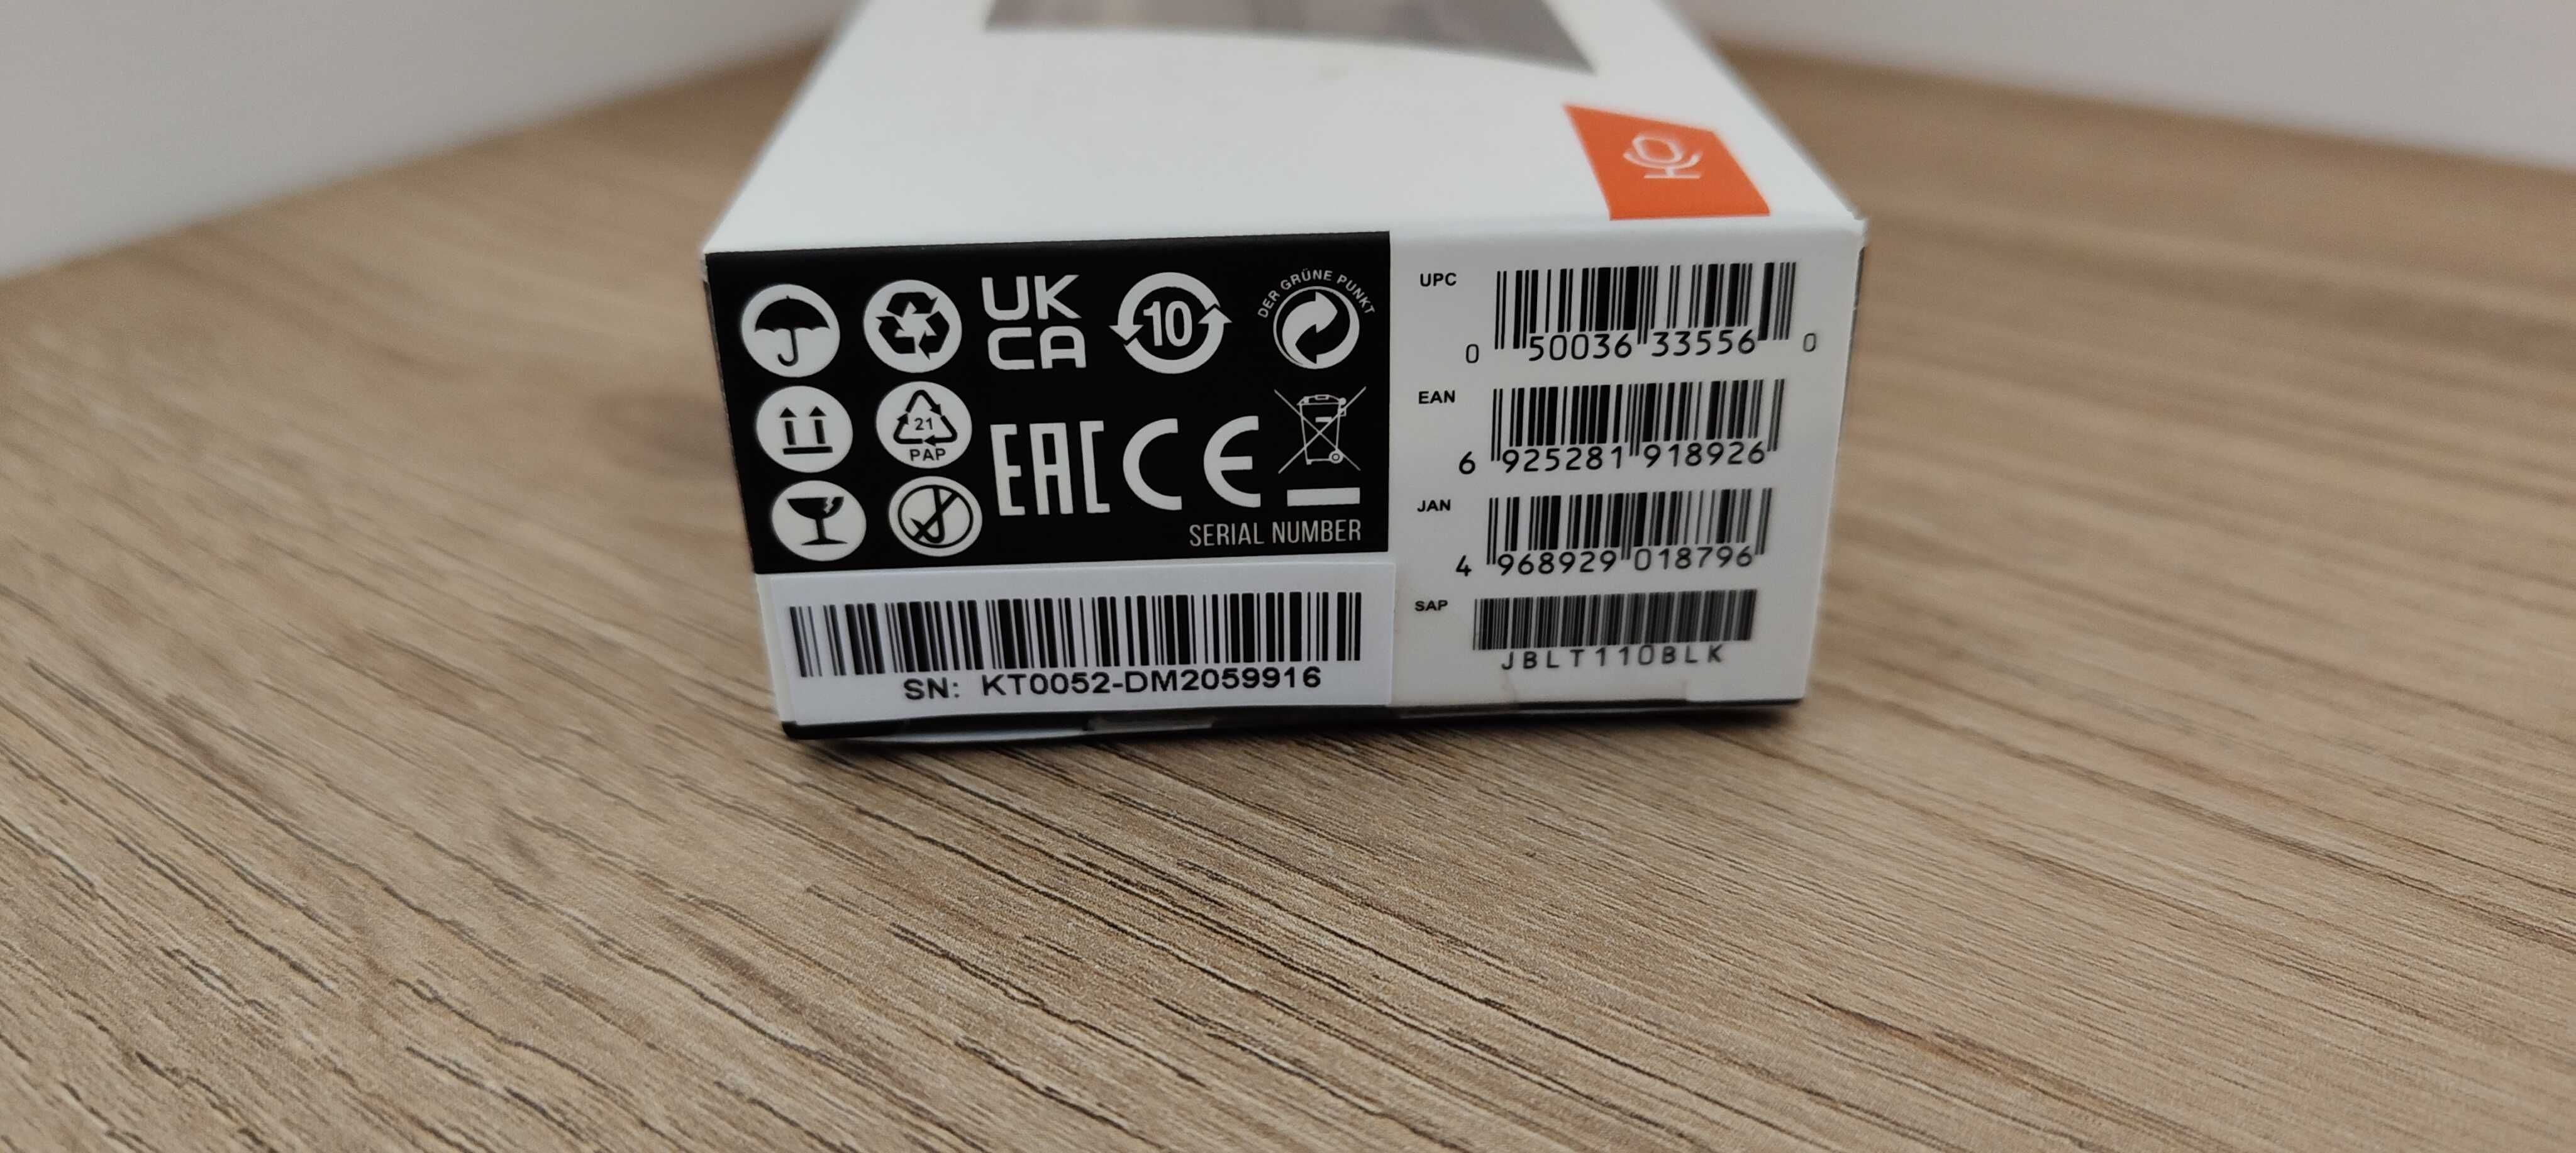 UK
CA
10
DER GRÜNE PUNKT
21
PAP
EAC CE
SERIAL NUMBER
SN: KT0052-DM2059916
UPC
0 50036 33556 0
EAN
6 925281 918926
JAN
4 968929 018796
SAP
JBLT110BLK